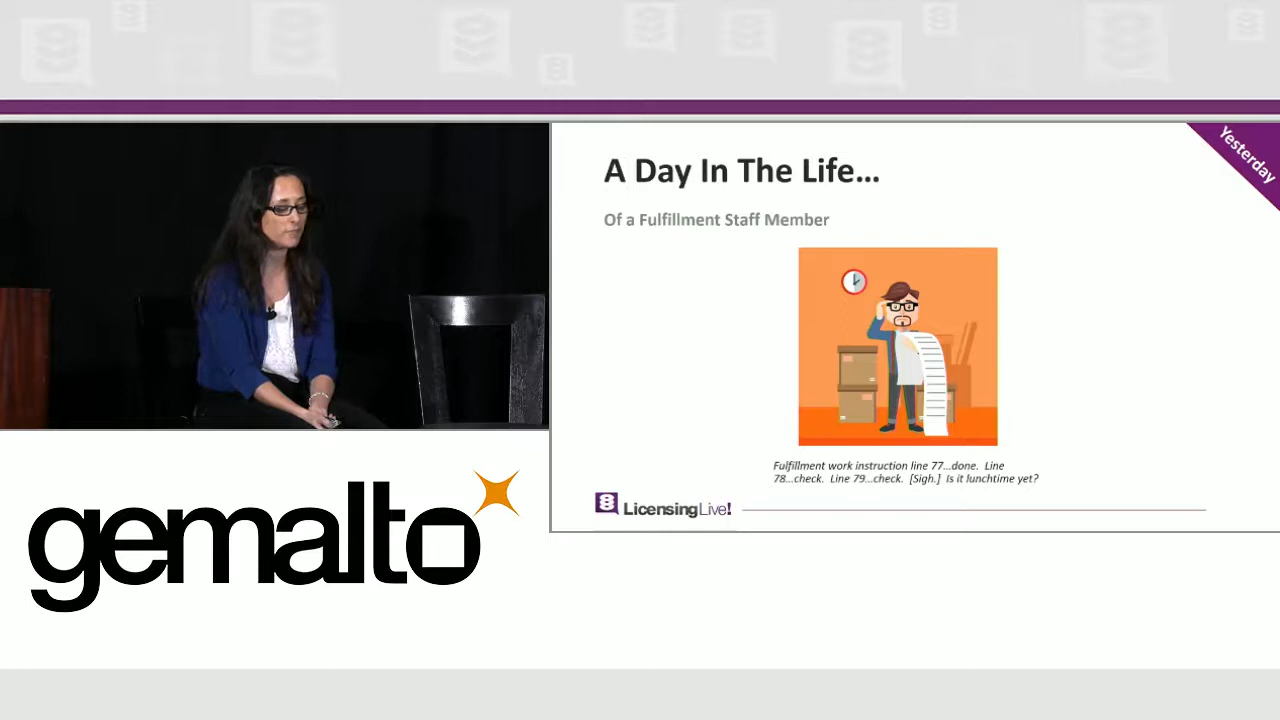 Yesterday
A Day In The Life...
Of a Fulfillment Staff Member
Fulfillment work instruction line 77...done. Line
78...check. Line 79...check. [Sigh.] Is it lunchtime yet?
LicensingLive!
gemalto